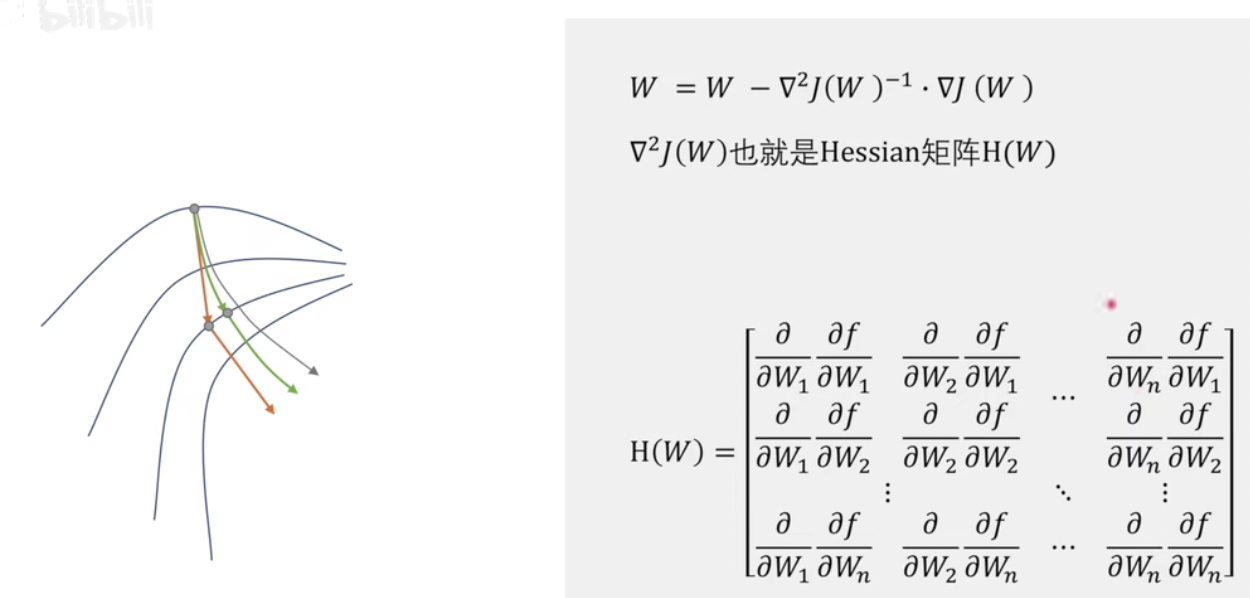 bilibili
W = W − ∇²J(W )⁻¹ · ∇J (W )
∇²J(W)也就是Hessian矩阵H(W)
∂ ∂f ∂ ∂f ∂ ∂f
∂W₁ ∂W₁ ∂W₂ ∂W₁ ⋯ ∂Wₙ ∂W₁
∂ ∂f ∂ ∂f ∂ ∂f
H(W) = ∂W₁ ∂W₂ ∂W₂ ∂W₂ ∂Wₙ ∂W₂
⋮ ⋱ ⋮
∂ ∂f ∂ ∂f ∂ ∂f
∂W₁ ∂Wₙ ∂W₂ ∂Wₙ ⋯ ∂Wₙ ∂Wₙ